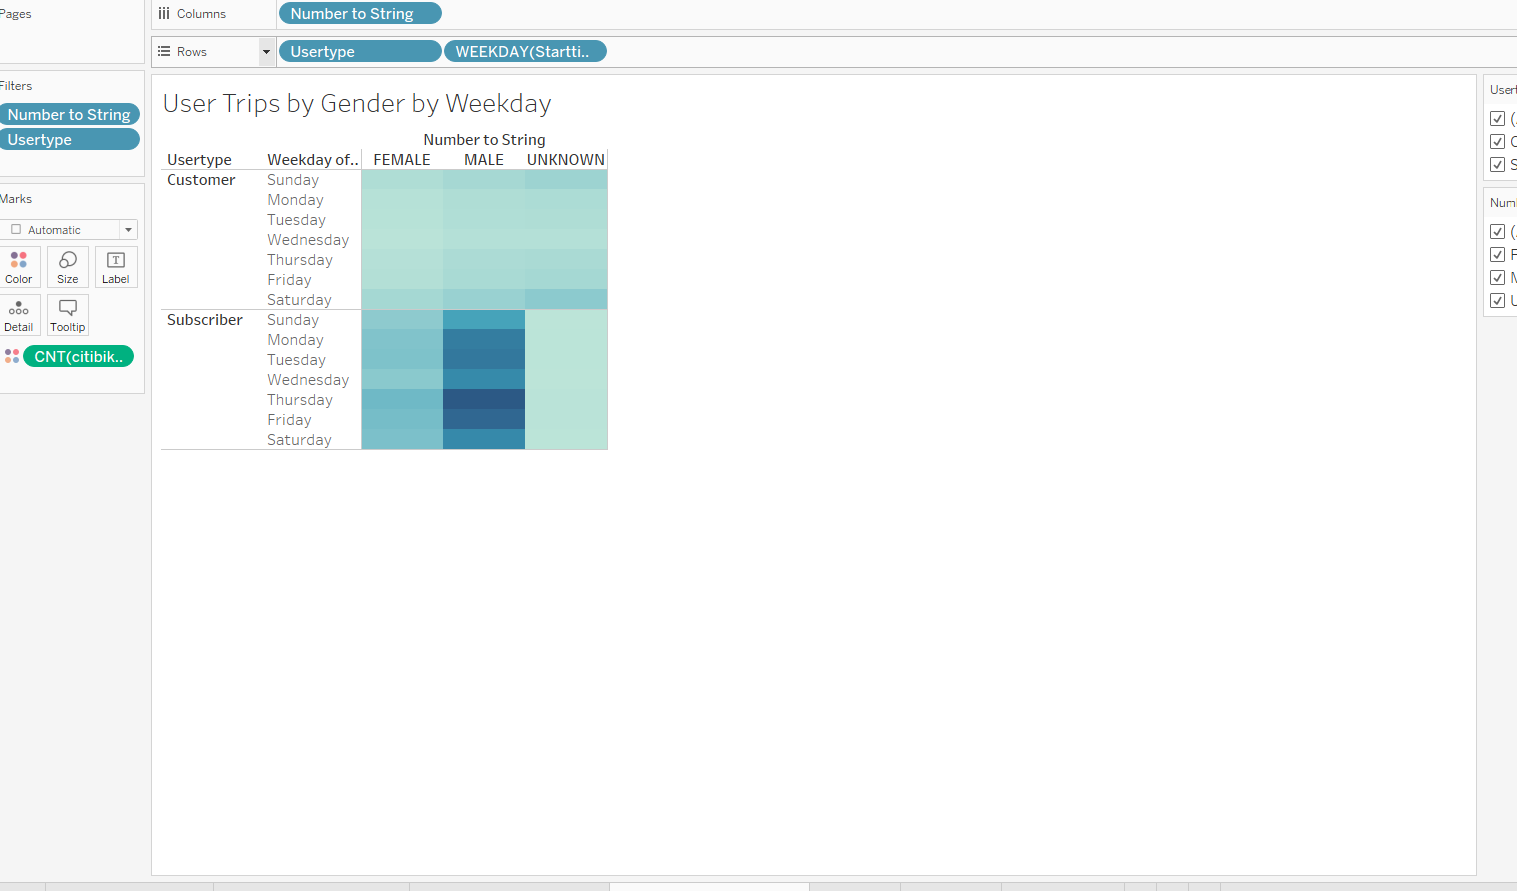 Pages
Columns
Number to String
Rows
Usertype
WEEKDAY(Startti..
Filters
Number to String
Usertype
Marks
Automatic
Color
Size
T
Label
Detail
Tooltip
CNT(citibik..
User Trips by Gender by Weekday
Number to String
Usertype Weekday of.. FEMALE MALE UNKNOWN
Customer Sunday
Monday
Tuesday
Wednesday
Thursday
Friday
Saturday
Subscriber Sunday
Monday
Tuesday
Wednesday
Thursday
Friday
Saturday